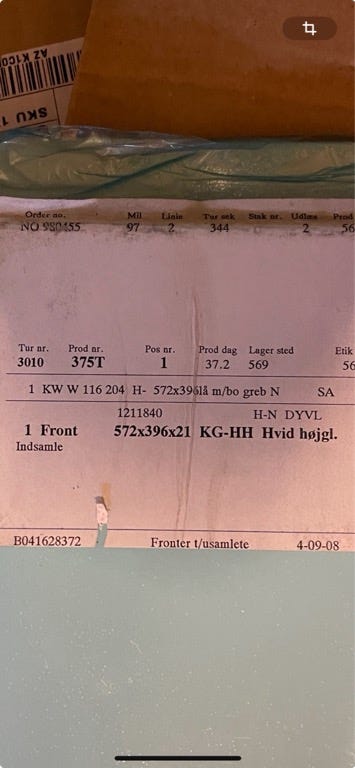 AZ K1C0
SKU 1
Order no. Mil Linie Tur sek Stak nr. Udlæs Prod
NO 980455 97 2 344 2 56
Tur nr. Prod nr. Pos nr. Prod dag Lager sted Etik
3010 375T 1 37.2 569 56
1 KW W 116 204 H- 572x396lå m/bo greb N SA
1211840 H-N DYVL
1 Front 572x396x21 KG-HH Hvid højgl.
Indsamle
B041628372 Fronter t/usamlete 4-09-08